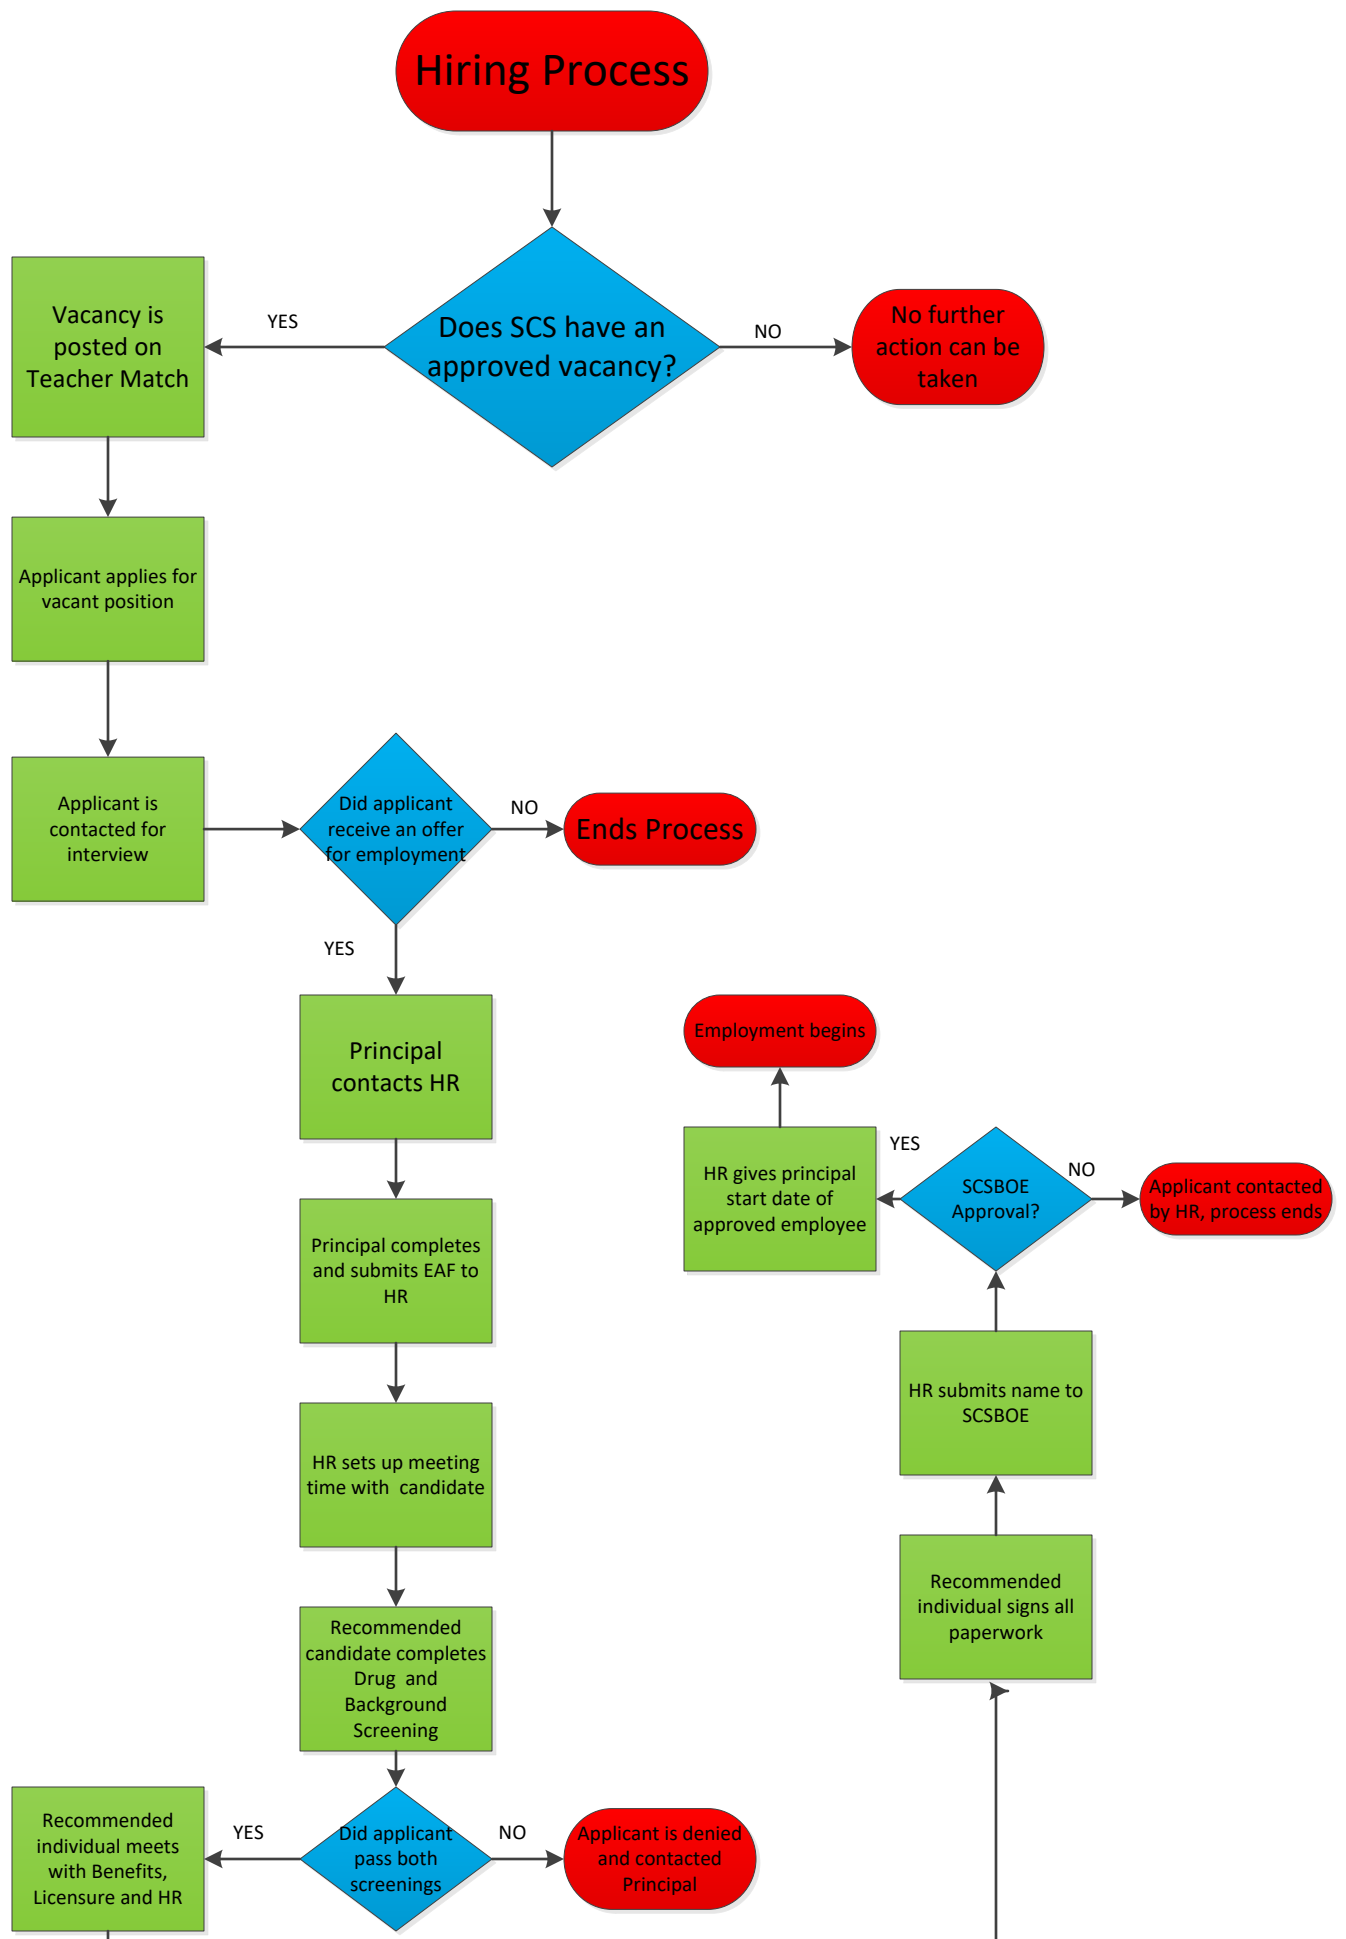 Hiring Process
Does SCS have an
approved vacancy?
YES
NO
Vacancy is
posted on
Teacher Match
No further
action can be
taken
Applicant applies for
vacant position
Applicant is
contacted for
interview
Did applicant
receive an offer
for employment
NO
Ends Process
YES
Principal
contacts HR
Principal completes
and submits EAF to
HR
HR sets up meeting
time with  candidate
Recommended
candidate completes
Drug  and
Background
Screening
Did applicant
pass both
screenings
YES
NO
Recommended
individual meets
with Benefits,
Licensure and HR
Applicant is denied
and contacted
Principal
Recommended
individual signs all
paperwork
HR submits name to
SCSBOE
SCSBOE
Approval?
YES
NO
HR gives principal
start date of
approved employee
Applicant contacted
by HR, process ends
Employment begins